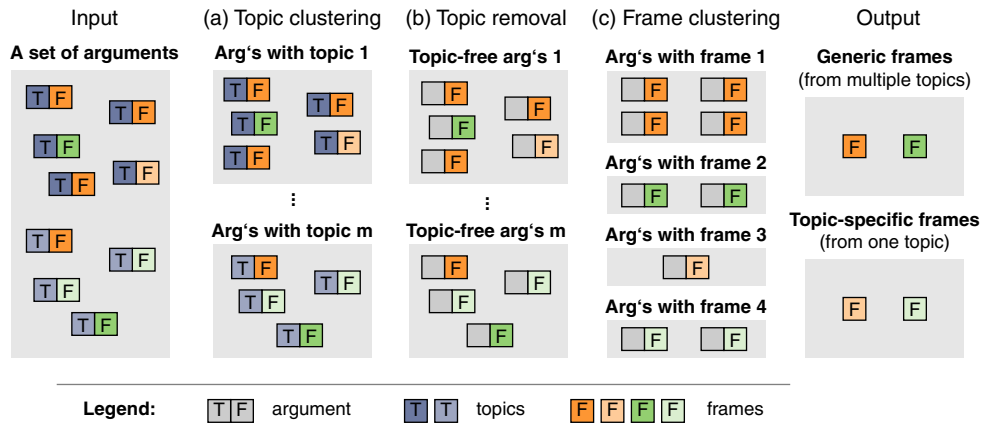 Input
A set of arguments
T F
T F
T F
T F
T F
T F
T F
T F
T F
(a) Topic clustering
Arg‘s with topic 1
T F
T F
T F
T F
T F
⋮
Arg‘s with topic m
T F
T F
T F
T F
(b) Topic removal
Topic-free arg‘s 1
F
F
F
F
F
⋮
Topic-free arg‘s m
F
F
F
F
(c) Frame clustering
Arg‘s with frame 1
F F
F F
Arg‘s with frame 2
F F
Arg‘s with frame 3
F
Arg‘s with frame 4
F F
Output
Generic frames
(from multiple topics)
F F
Topic-specific frames
(from one topic)
F F
Legend: T F argument T T topics F F F F frames